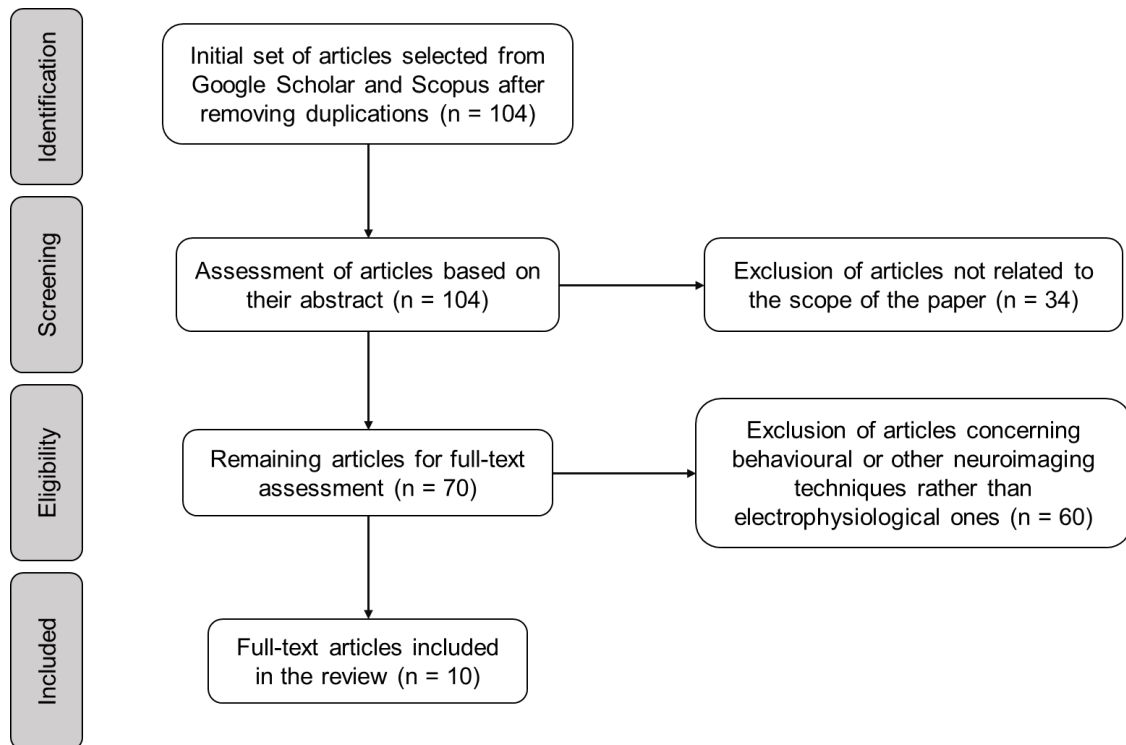 Identification
Initial set of articles selected from
Google Scholar and Scopus after
removing duplications (n = 104)
Screening
Assessment of articles based on
their abstract (n = 104)
Exclusion of articles not related to
the scope of the paper (n = 34)
Eligibility
Remaining articles for full-text
assessment (n = 70)
Exclusion of articles concerning
behavioural or other neuroimaging
techniques rather than
electrophysiological ones (n = 60)
Included
Full-text articles included
in the review (n = 10)